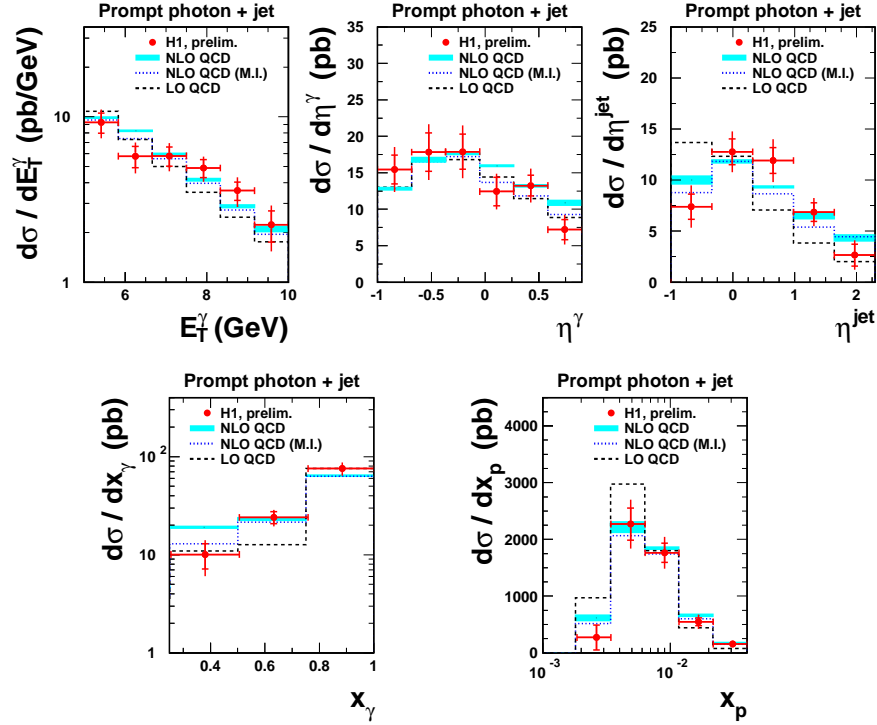 Prompt photon + jet
dσ / dE_T^γ (pb/GeV)
H1, prelim.
NLO QCD
NLO QCD (M.I.)
LO QCD
10
1
6 8 10
E_T^γ (GeV)
Prompt photon + jet
dσ / dη^γ (pb)
H1, prelim.
NLO QCD
NLO QCD (M.I.)
LO QCD
35
30
25
20
15
10
5
0
-1 -0.5 0 0.5
η^γ
Prompt photon + jet
dσ / dη^jet (pb)
H1, prelim.
NLO QCD
NLO QCD (M.I.)
LO QCD
25
20
15
10
5
0
-1 0 1 2
η^jet
Prompt photon + jet
dσ / dx_γ (pb)
H1, prelim.
NLO QCD
NLO QCD (M.I.)
LO QCD
10^2
10
1
0.4 0.6 0.8 1
x_γ
Prompt photon + jet
dσ / dx_p (pb)
H1, prelim.
NLO QCD
NLO QCD (M.I.)
LO QCD
4500
3600
2700
1800
900
0
10^-3 10^-2
x_p